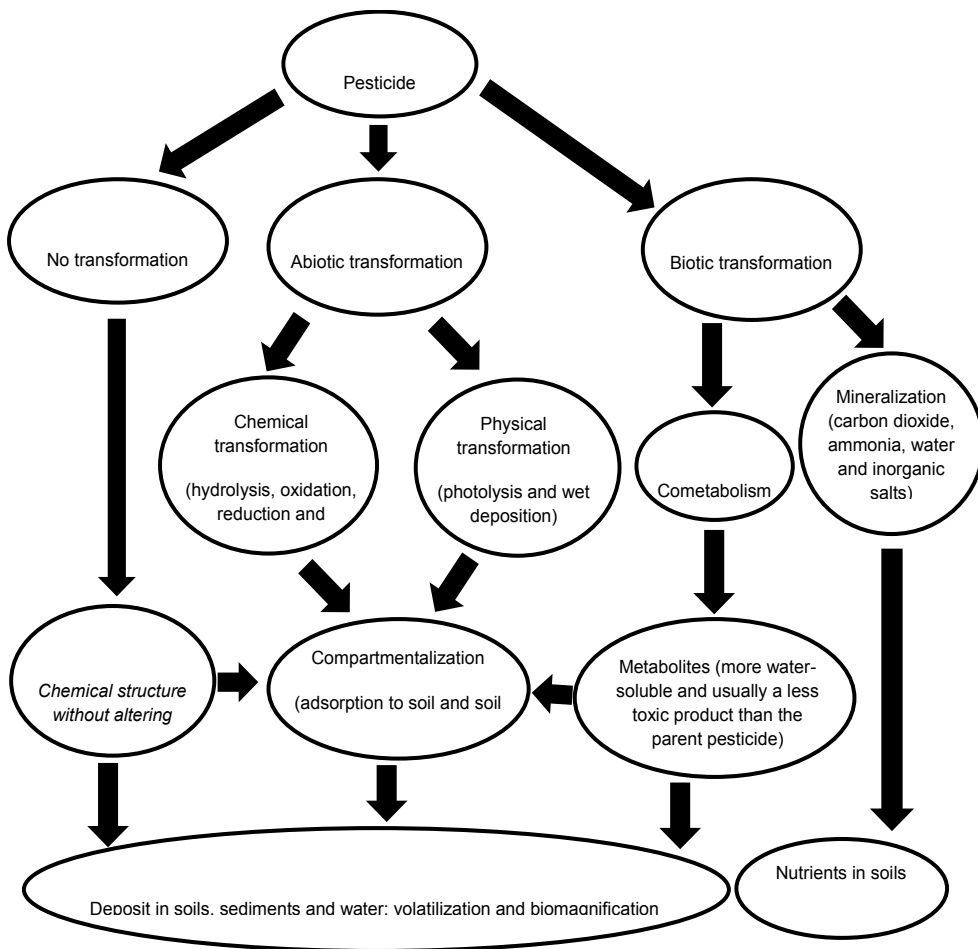 Pesticide
No transformation
Abiotic transformation
Biotic transformation
Chemical
transformation
(hydrolysis, oxidation,
reduction and
Physical
transformation
(photolysis and wet
deposition)
Cometabolism
Mineralization
(carbon dioxide,
ammonia, water
and inorganic
salts)
Chemical structure
without altering
Compartmentalization
(adsorption to soil and soil
Metabolites (more water-
soluble and usually a less
toxic product than the
parent pesticide)
Deposit in soils, sediments and water: volatilization and biomagnification
Nutrients in soils